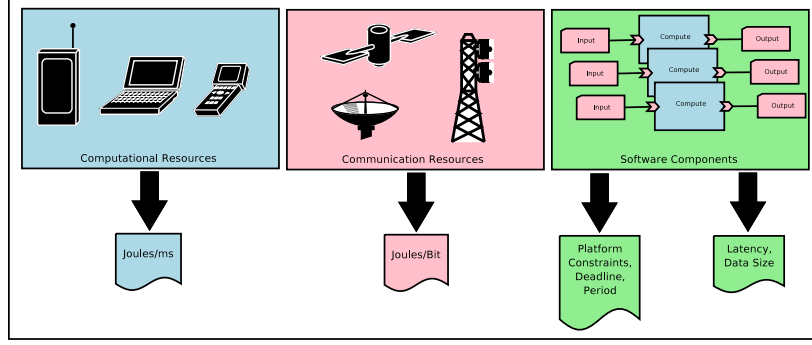 Input
Compute
Output
Input
Compute
Output
Input
Compute
Output
Computational Resources
Communication Resources
Software Components
Joules/ms
Joules/Bit
Platform
Constraints,
Deadline,
Period
Latency,
Data Size